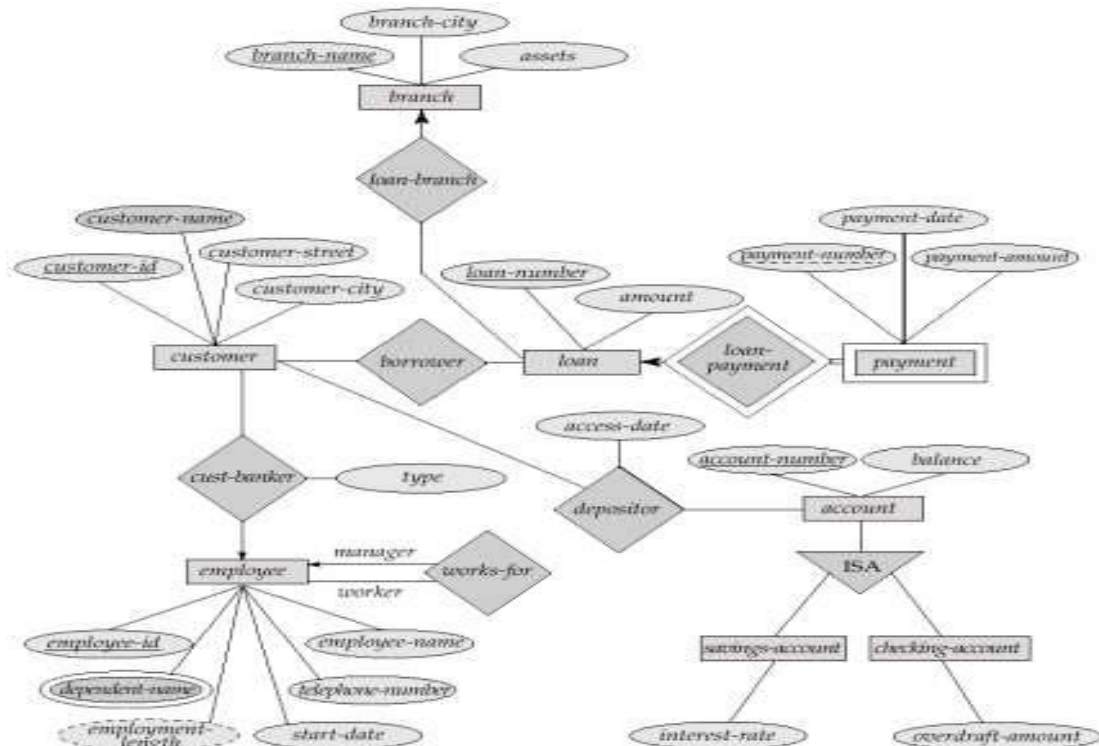 branch-city
branch-name
assets
branch
loan-branch
customer-name
customer-street
customer-id
customer-city
payment-date
loan-number
payment-number
payment-amount
amount
customer
borrower
loan
loan-
payment
payment
access-date
account-number
balance
cust-banker
type
depositor
account
manager
employee
works-for
ISA
worker
employee-id
employee-name
savings-account
checking-account
dependent-name
telephone-number
employment-
length
start-date
interest-rate
overdraft-amount